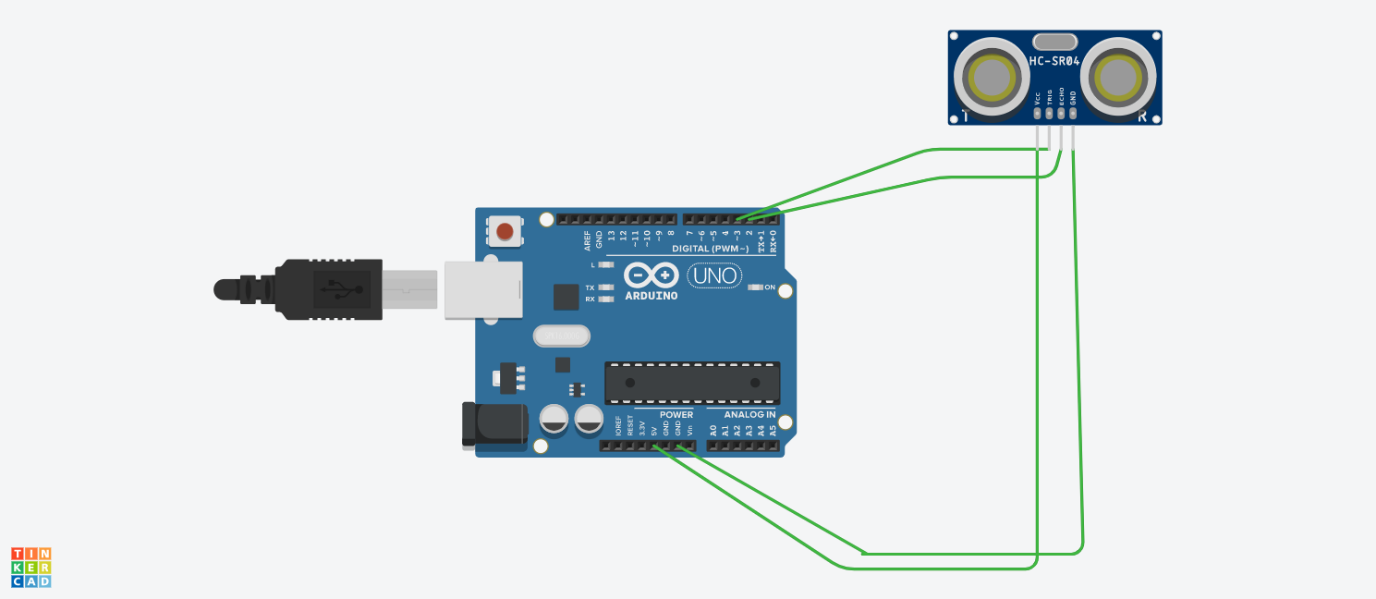 HC-SR04
VCC
TRIG
ECHO
GND
T R
AREF
GND
13
12
~11
~10
~9
8
7
~6
~5
4
~3
2
TX→1
RX←0
DIGITAL (PWM~)
L
TX
RX
ARDUINO
UNO
ON
POWER
ANALOG IN
IOREF
RESET
3.3V
5V
GND
GND
Vin
A0
A1
A2
A3
A4
A5
TIN
KER
CAD